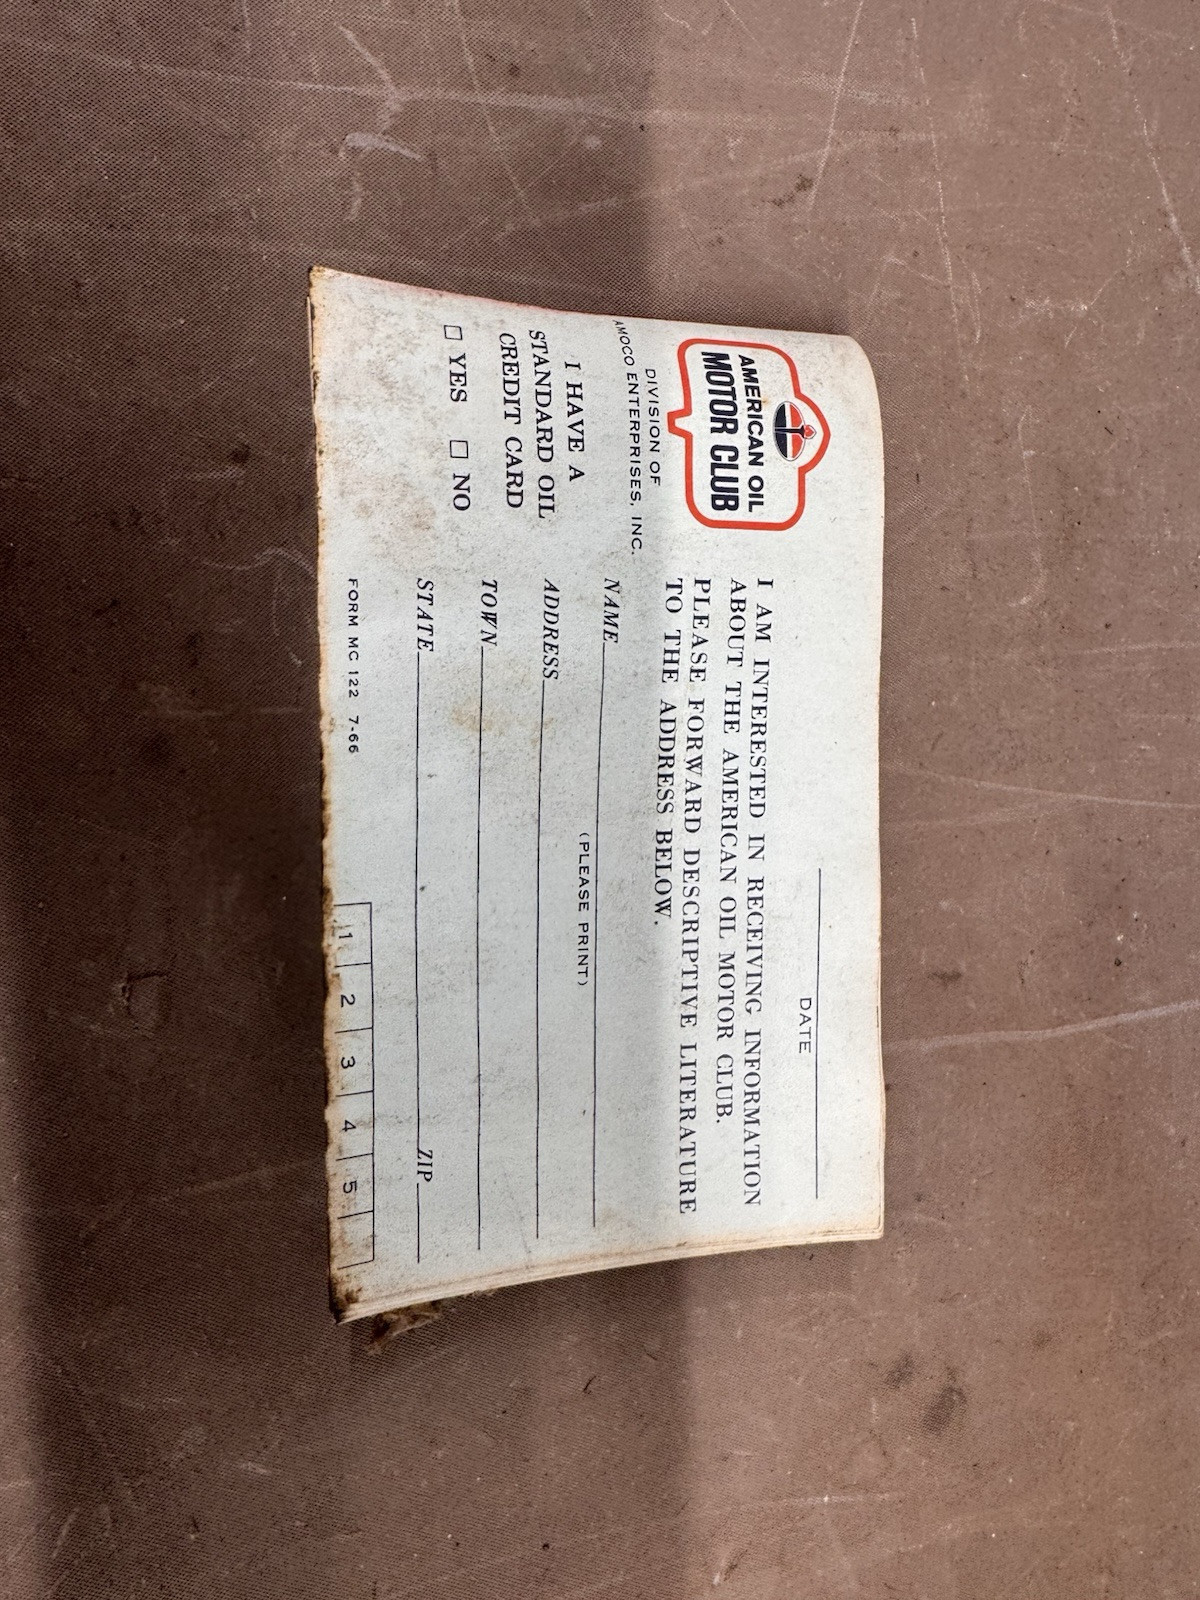 DATE
AMERICAN OIL
MOTOR CLUB
DIVISION OF
AMOCO ENTERPRISES, INC.
I HAVE A
STANDARD OIL
CREDIT CARD
☐ YES ☐ NO
I AM INTERESTED IN RECEIVING INFORMATION
ABOUT THE AMERICAN OIL MOTOR CLUB.
PLEASE FORWARD DESCRIPTIVE LITERATURE
TO THE ADDRESS BELOW.
NAME
(PLEASE PRINT)
ADDRESS
TOWN
STATE ZIP
FORM MC 122 7-66
1 2 3 4 5